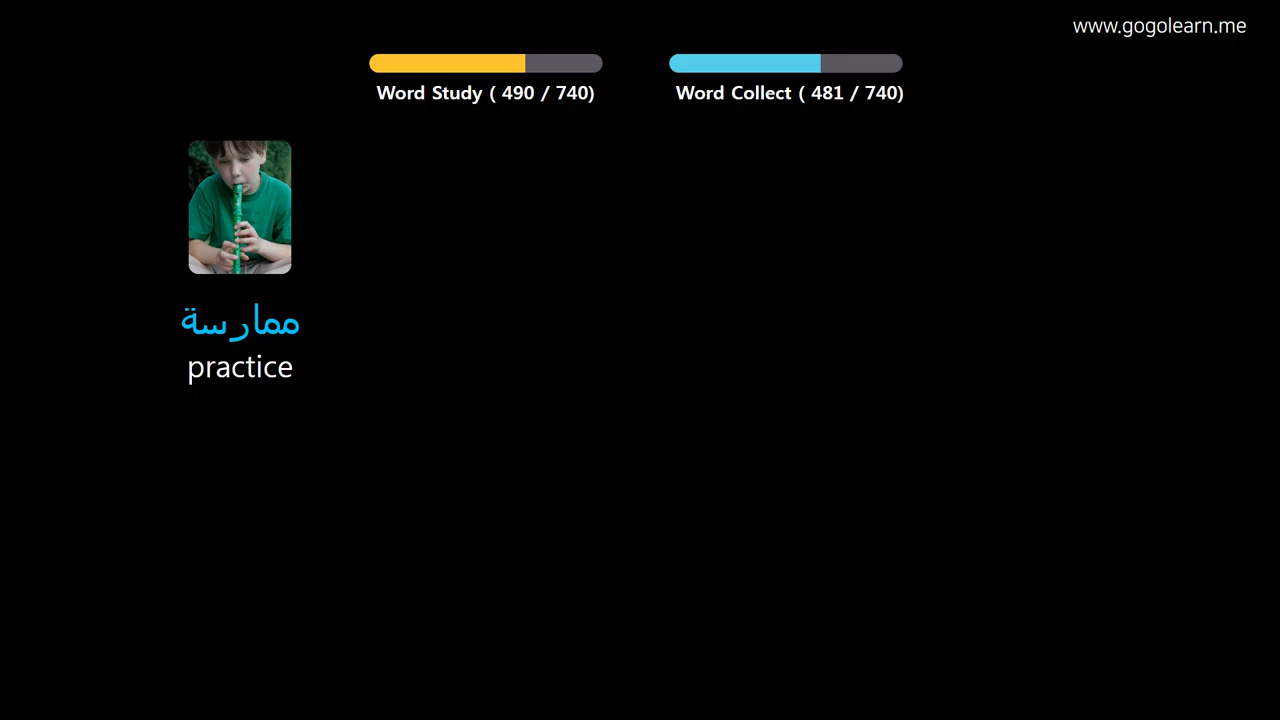 www.gogolearn.me
Word Study ( 490 / 740)
Word Collect ( 481 / 740)
ممارسة
practice